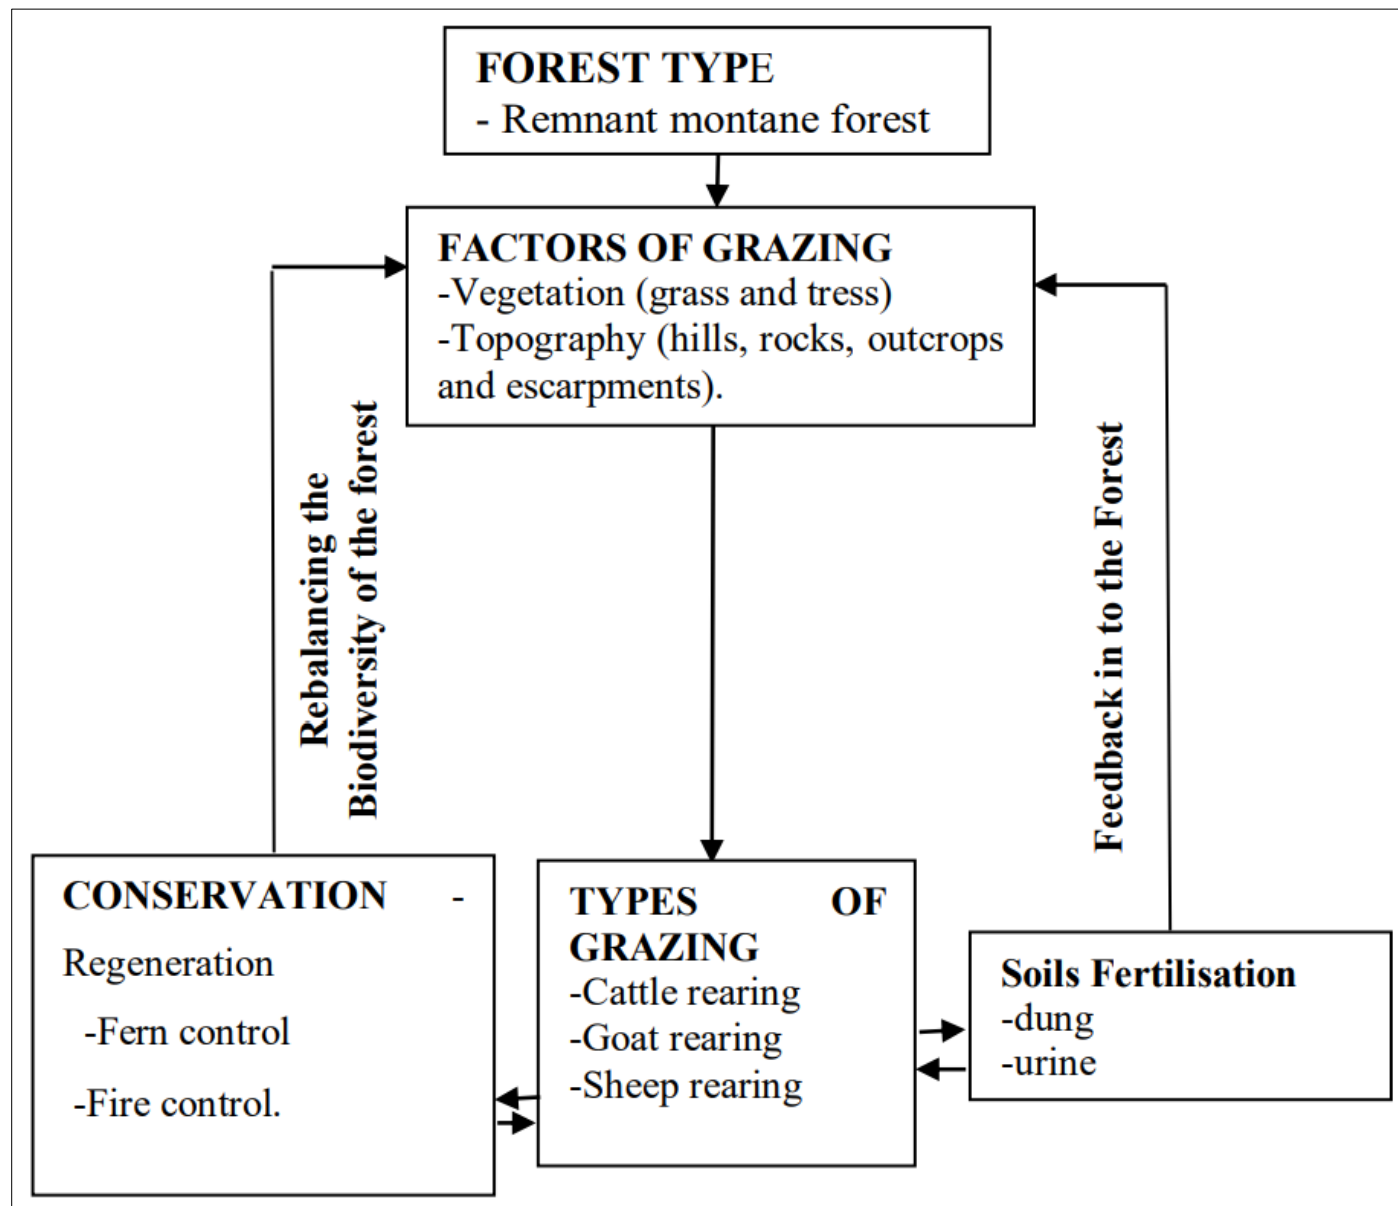 FOREST TYPE
- Remnant montane forest
FACTORS OF GRAZING
-Vegetation (grass and tress)
-Topography (hills, rocks, outcrops
and escarpments).
Rebalancing the
Biodiversity of the forest
Feedback in to the Forest
CONSERVATION -
Regeneration
-Fern control
-Fire control.
TYPES OF
GRAZING
-Cattle rearing
-Goat rearing
-Sheep rearing
Soils Fertilisation
-dung
-urine